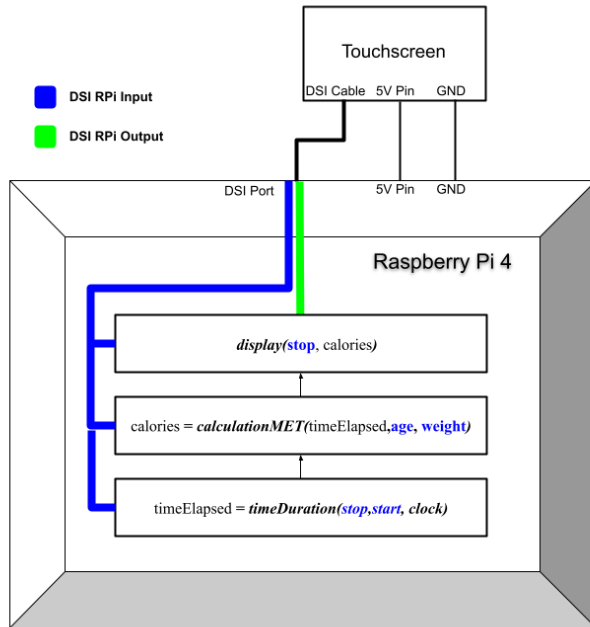 Touchscreen
DSI Cable 5V Pin GND
DSI RPi Input
DSI RPi Output
DSI Port 5V Pin GND
Raspberry Pi 4
display(stop, calories)
calories = calculationMET(timeElapsed,age, weight)
timeElapsed = timeDuration(stop,start, clock)